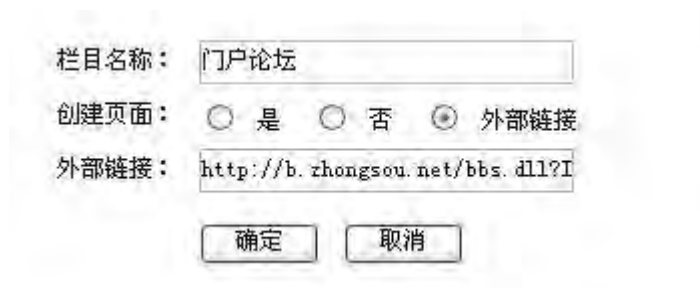 栏目名称： 门户论坛
创建页面： 是 否 外部链接
外部链接： http://b.zhongsou.net/bbs.dll?I
确定 取消